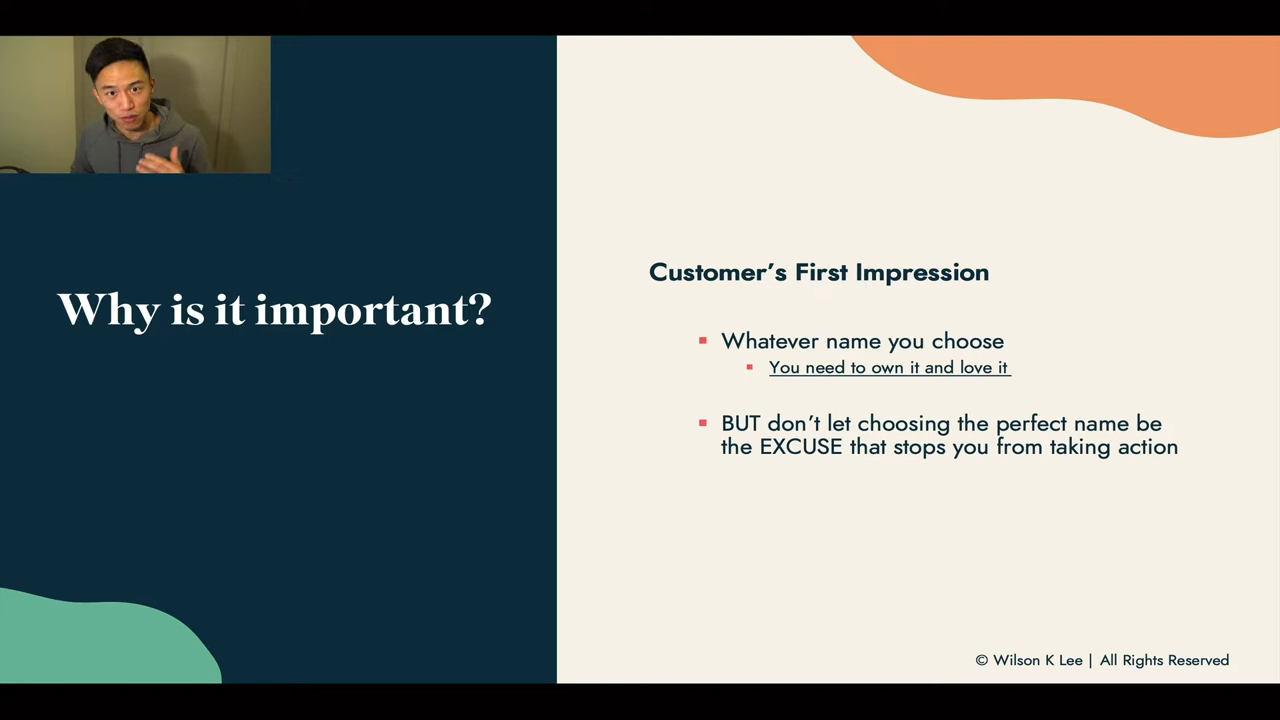 Why is it important?
Customer’s First Impression
Whatever name you choose
You need to own it and love it
BUT don’t let choosing the perfect name be
the EXCUSE that stops you from taking action
© Wilson K Lee | All Rights Reserved